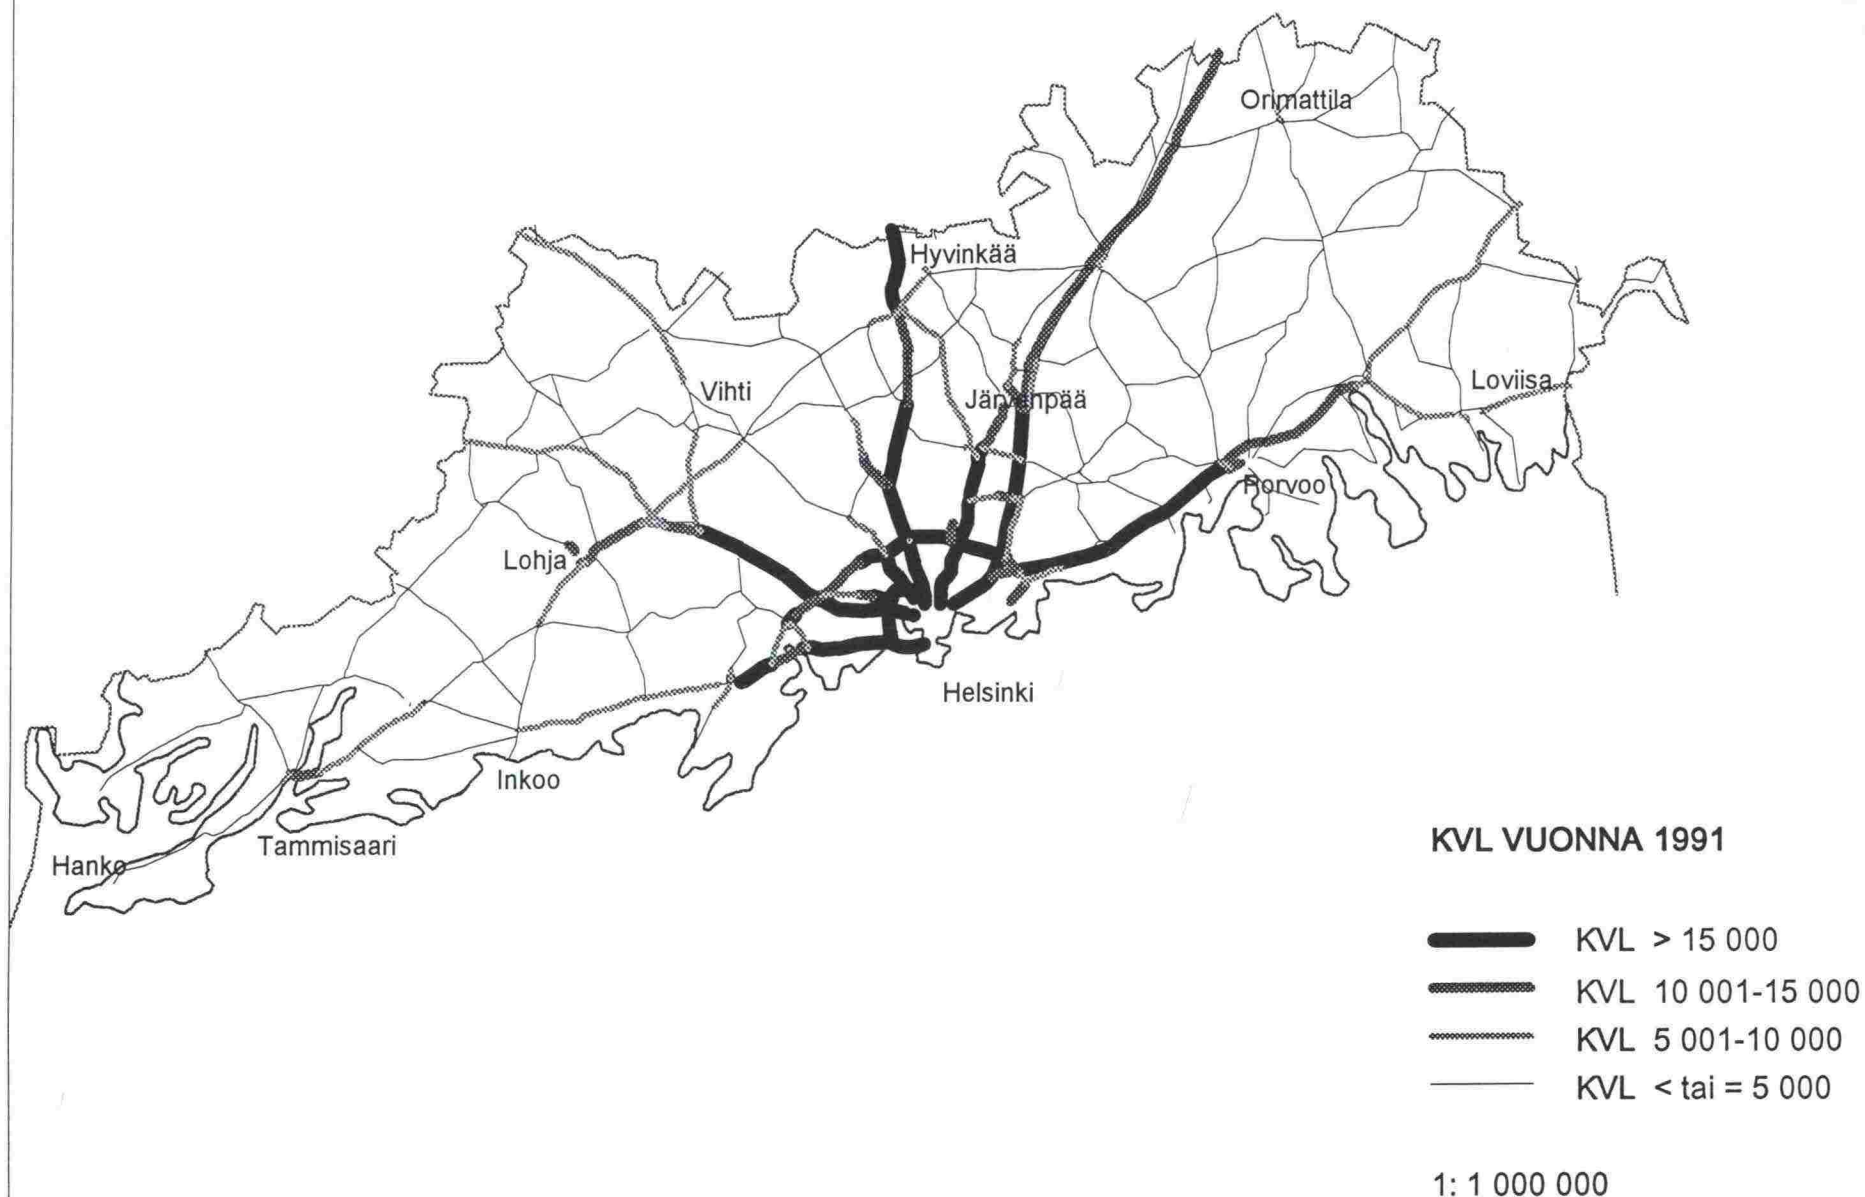 Orimattila
Hyvinkää
Vihti
Järvenpää
Loviisa
Porvoo
Lohja
Helsinki
Inkoo
Tammisaari
Hanko
KVL VUONNA 1991
KVL > 15 000
KVL 10 001-15 000
KVL 5 001-10 000
KVL < tai = 5 000
1: 1 000 000